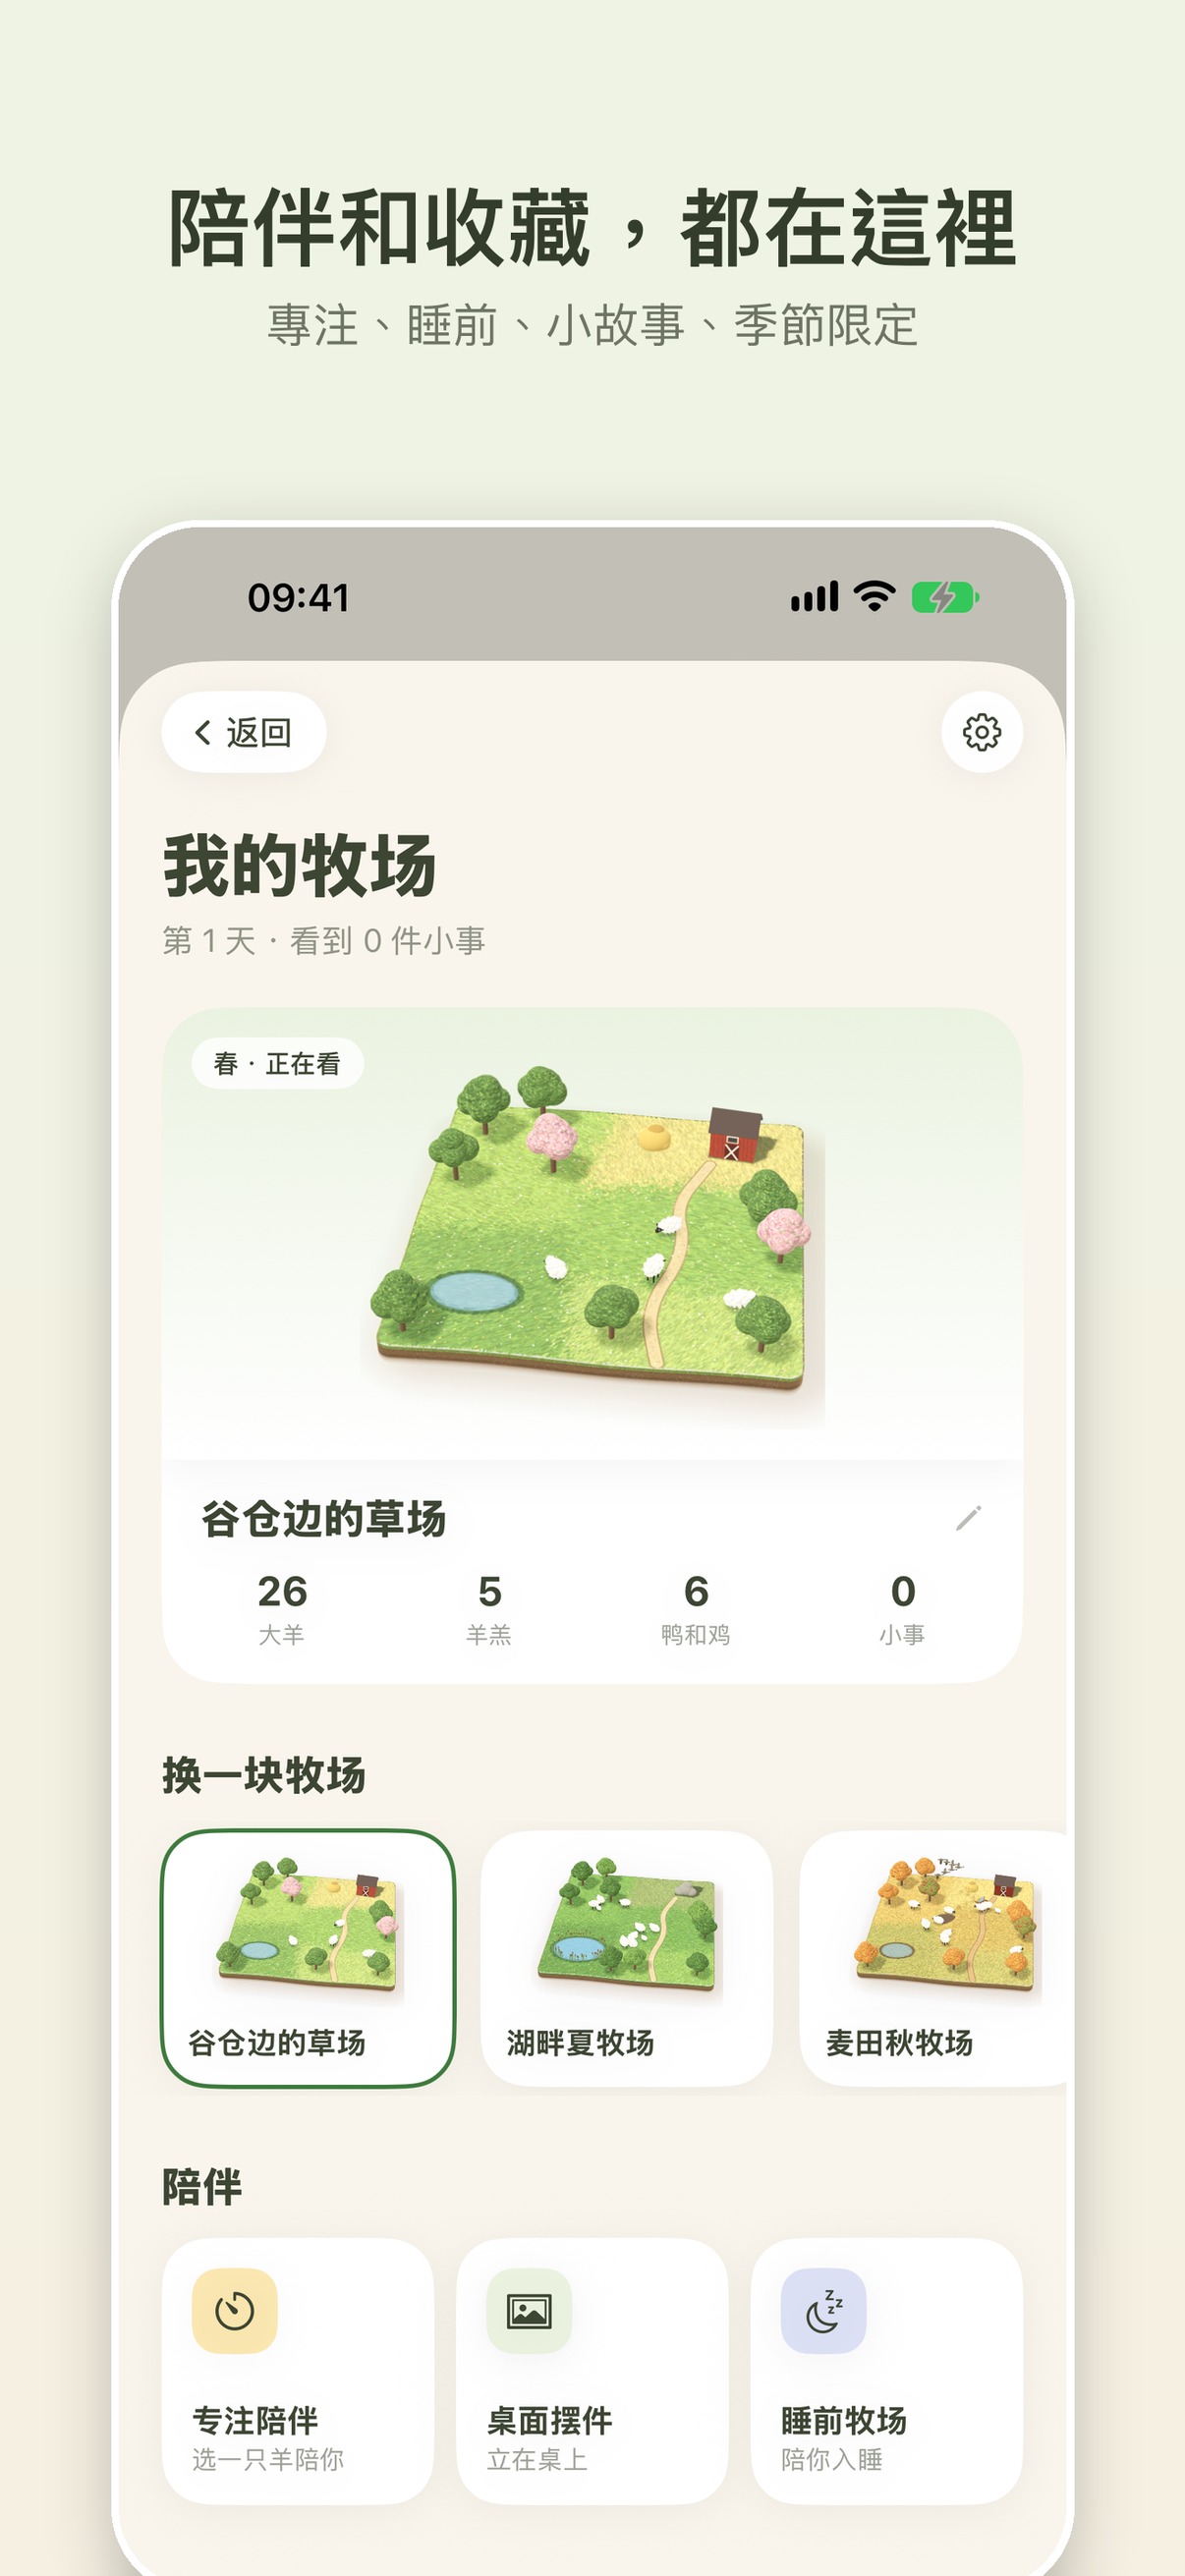 陪伴和收藏，都在這裡
專注、睡前、小故事、季節限定
09:41
返回
我的牧场
第 1 天 · 看到 0 件小事
春 · 正在看
谷仓边的草场
26 5 6 0
大羊 羊羔 鸭和鸡 小事
换一块牧场
谷仓边的草场 湖畔夏牧场 麦田秋牧场
陪伴
专注陪伴 桌面摆件 睡前牧场
选一只羊陪你 立在桌上 陪你入睡